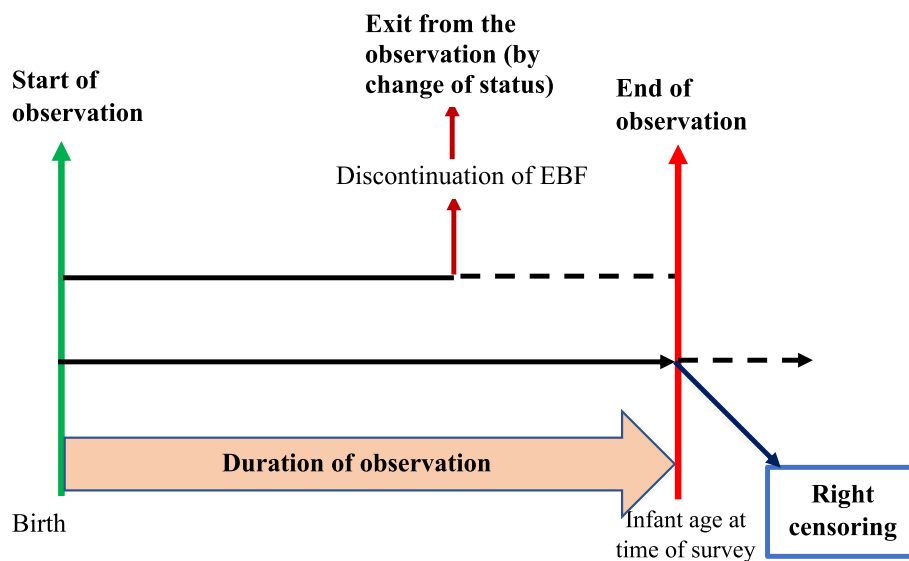 Start of
observation
Exit from the
observation (by
change of status)
End of
observation
Discontinuation of EBF
Duration of observation
Birth
Infant age at
time of survey
Right
censoring